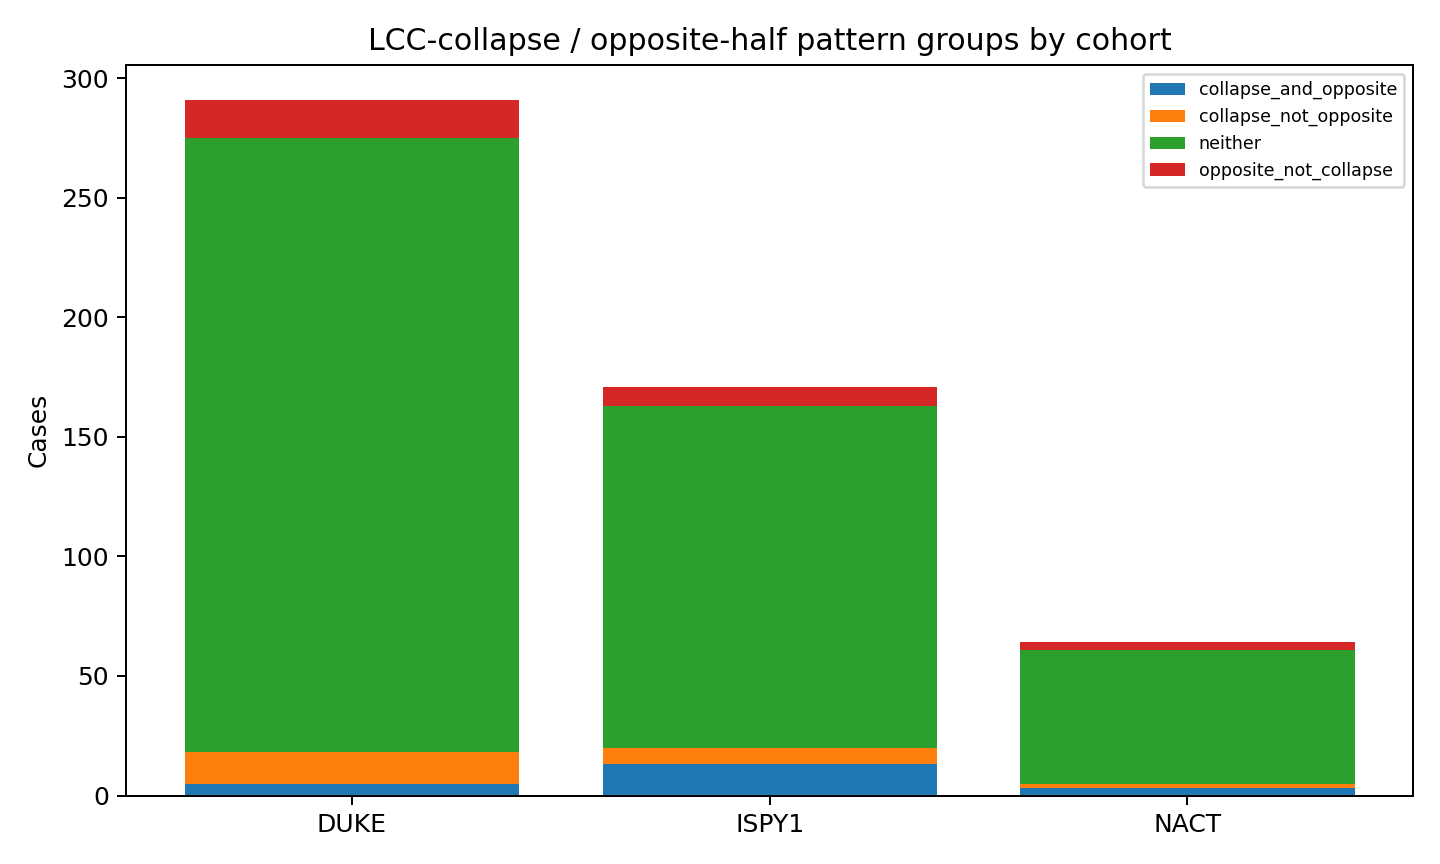 LCC-collapse / opposite-half pattern groups by cohort
300
250
200
150
100
50
0
Cases
collapse_and_opposite
collapse_not_opposite
neither
opposite_not_collapse
DUKE
ISPY1
NACT